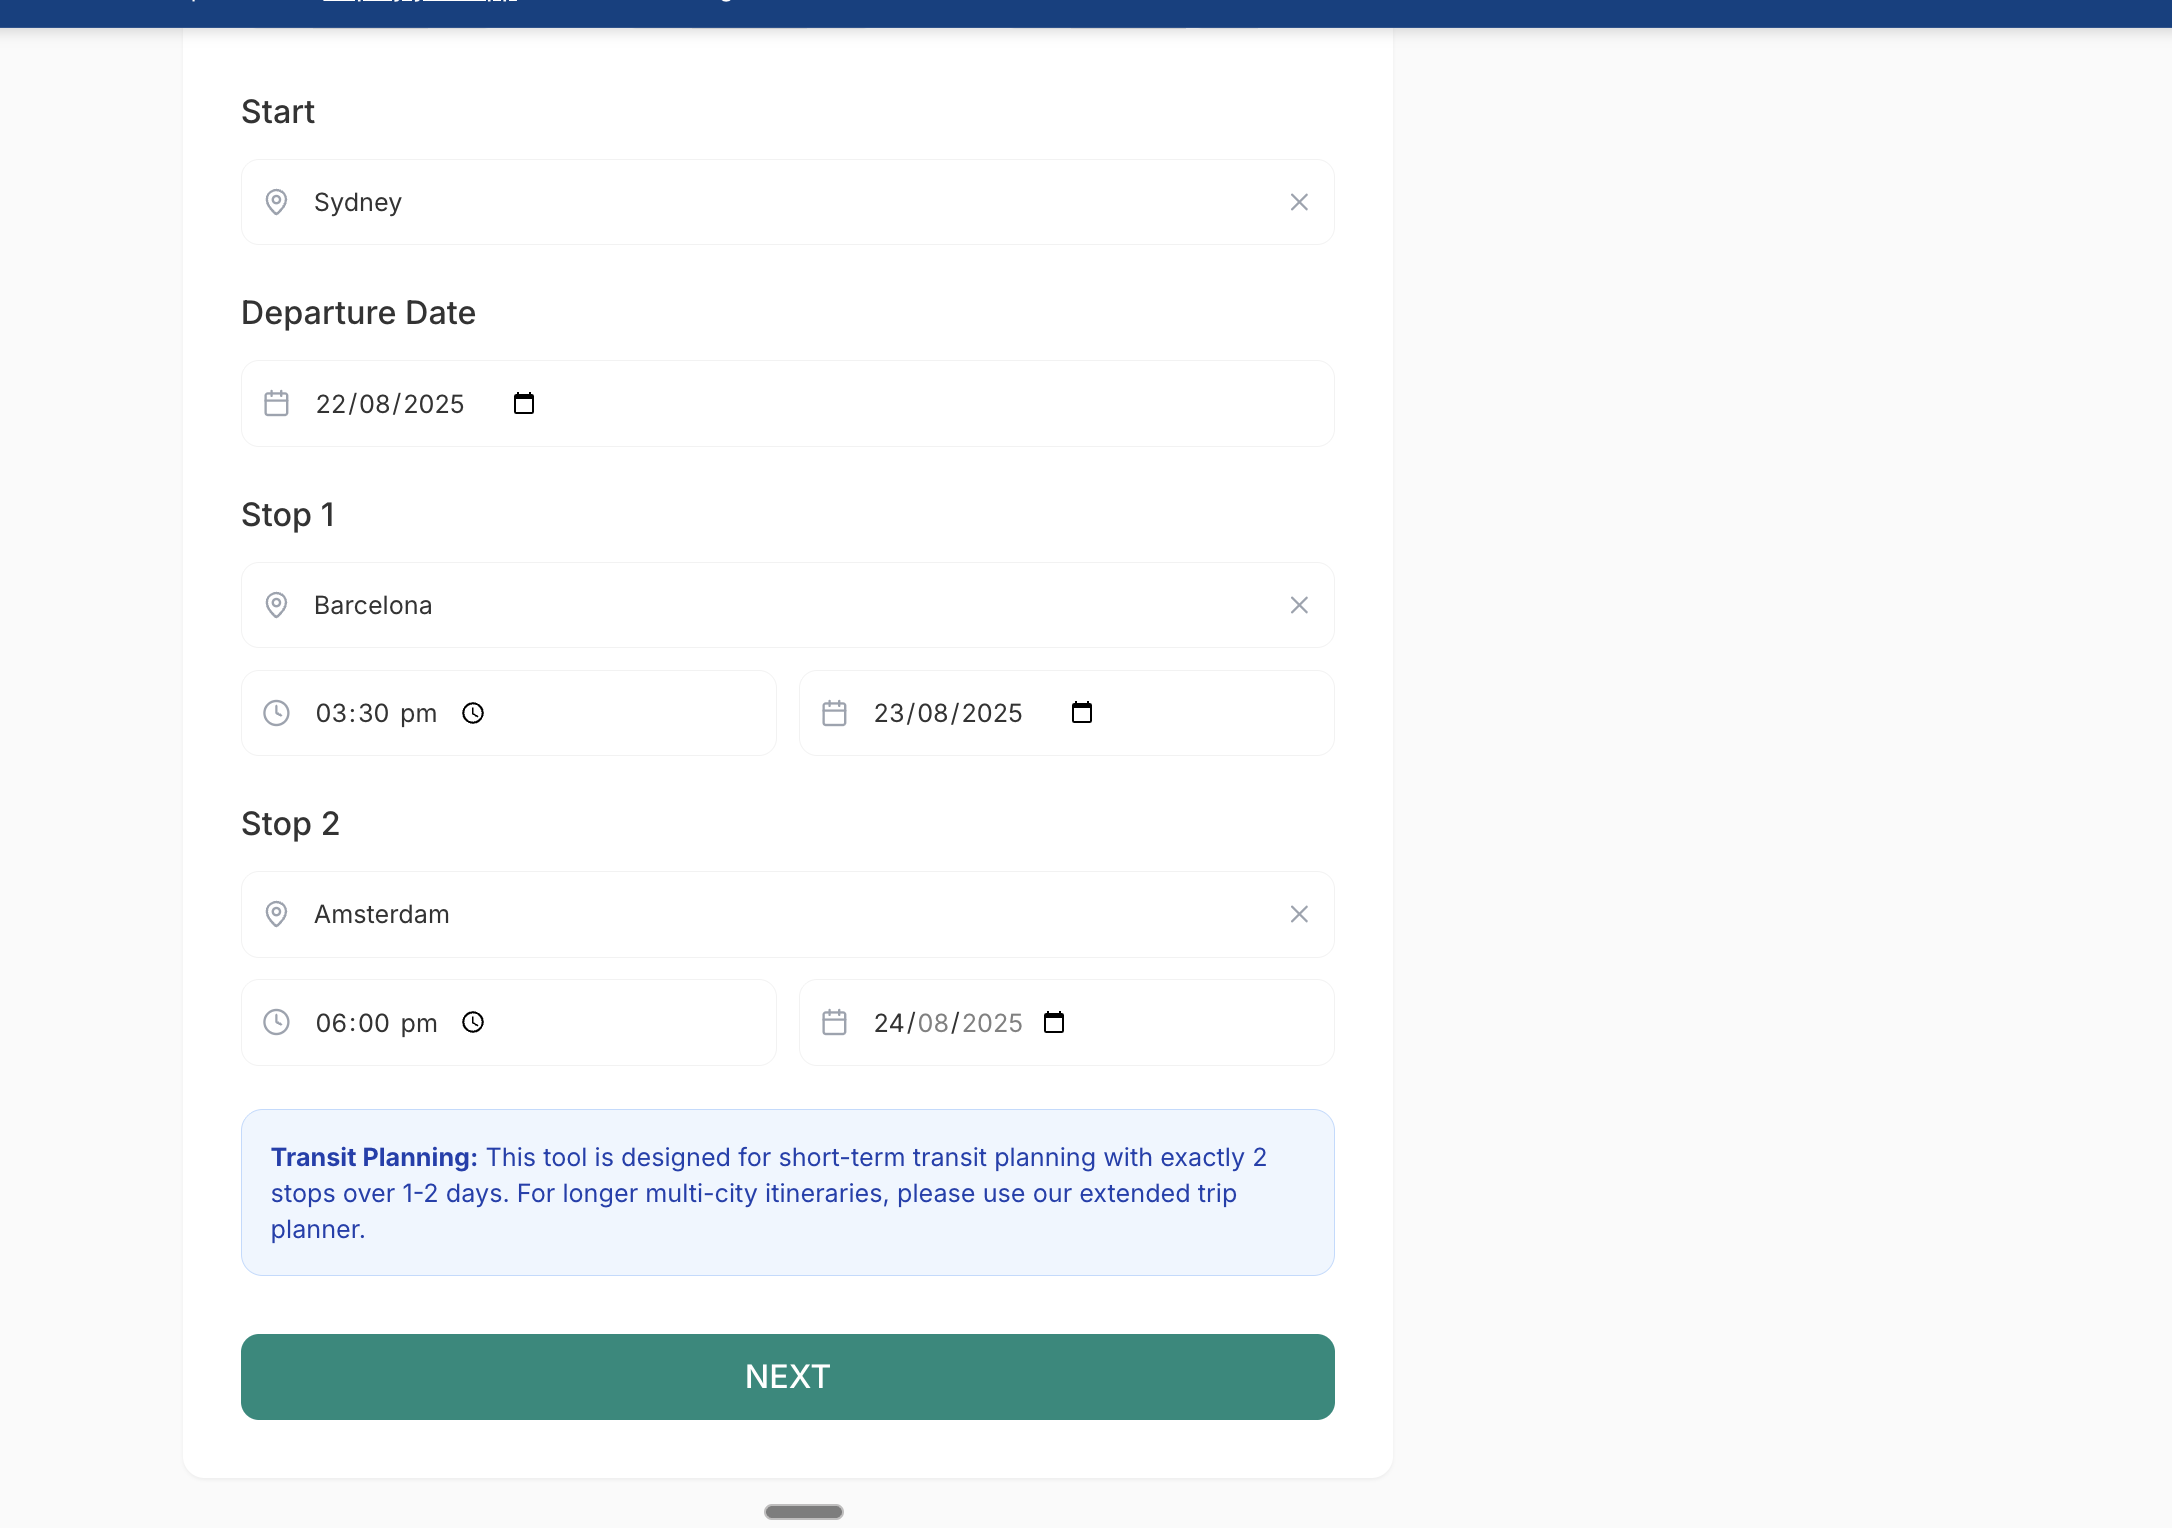 Start
Sydney
Departure Date
22/08/2025
Stop 1
Barcelona
03:30 pm
23/08/2025
Stop 2
Amsterdam
06:00 pm
24/08/2025
Transit Planning: This tool is designed for short-term transit planning with exactly 2
stops over 1-2 days. For longer multi-city itineraries, please use our extended trip
planner.
NEXT